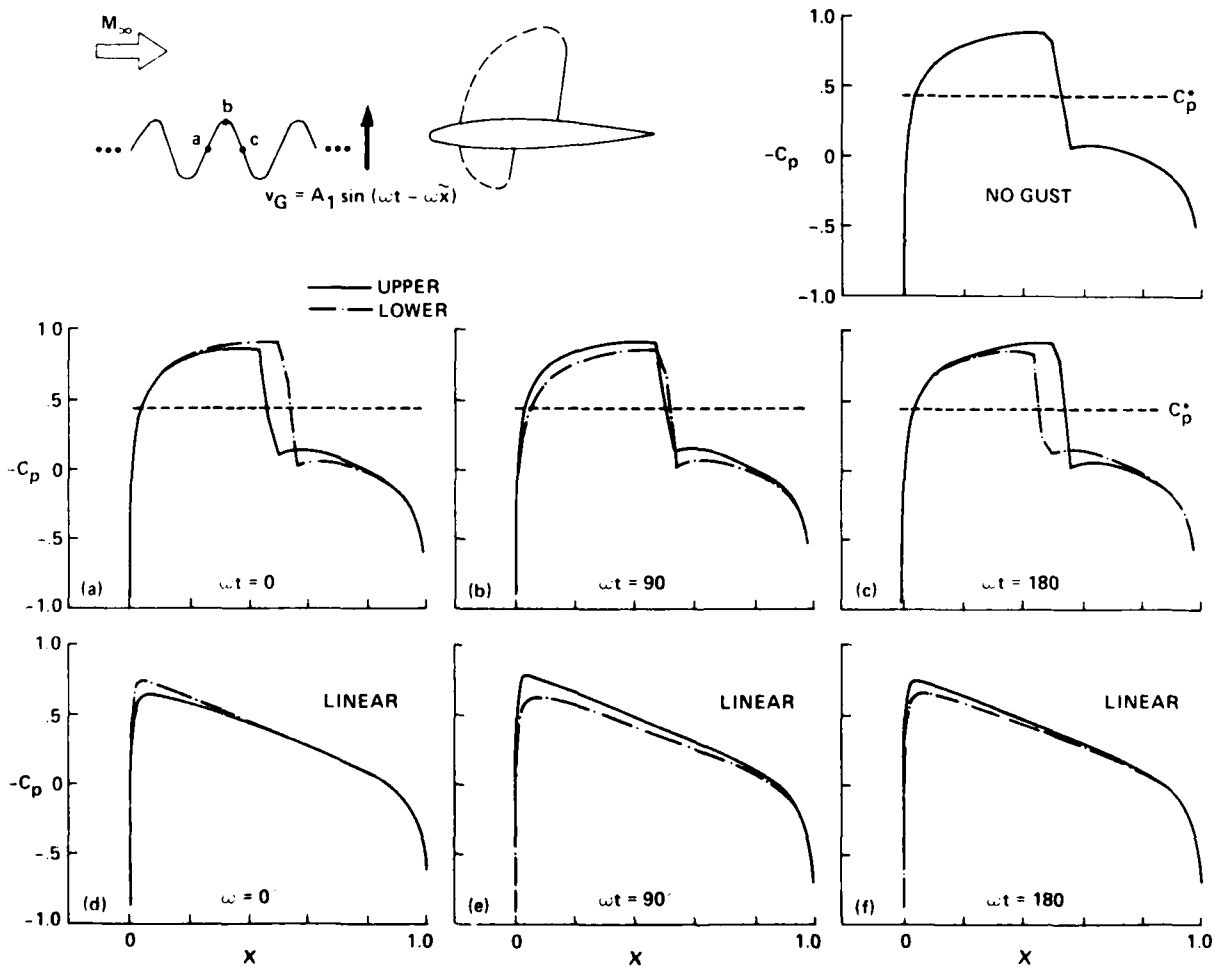 M∞
b
a
c
••• •••
v_G = A_1 sin (ωt - ωx̃)
1.0
.5
C_p*
-C_p
0
NO GUST
-1.0
UPPER
LOWER
1 0
.5
-C_p
0
-.5
-1.0
(a)
ωt = 0
(b)
ωt = 90
C_p*
(c)
ωt = 180
1.0
.5
-C_p
0
-.5
-1.0
LINEAR
(d)
ω = 0
LINEAR
(e)
ωt = 90
LINEAR
(f)
ωt = 180
0
1.0
0
1.0
0
1.0
x
x
x